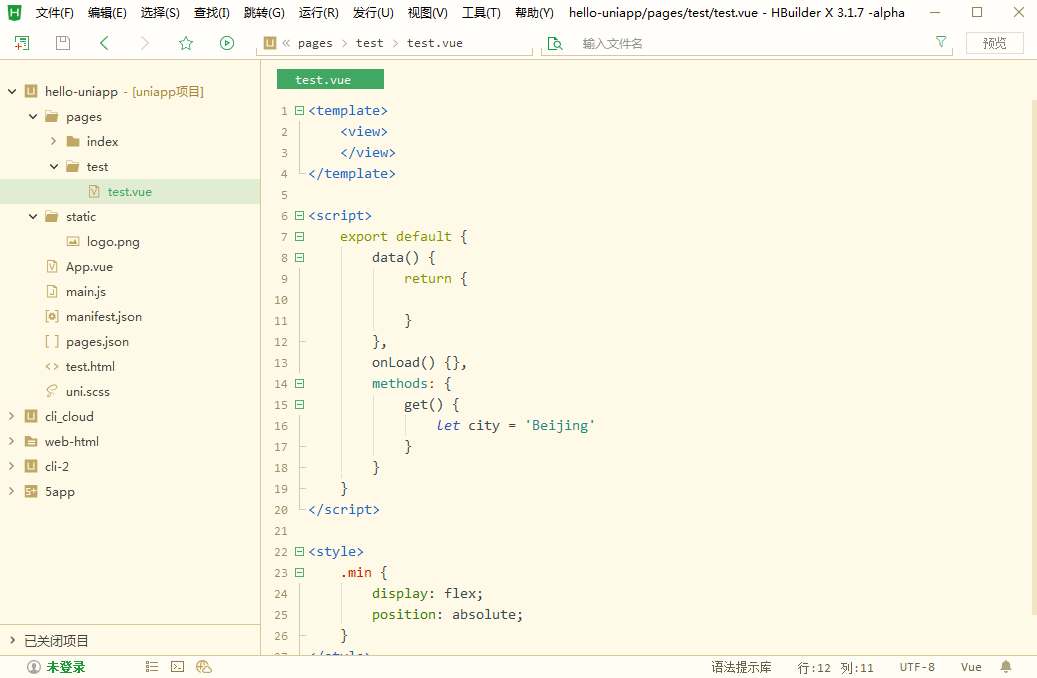 H 文件(F) 编辑(E) 选择(S) 查找(I) 跳转(G) 运行(R) 发行(U) 视图(V) 工具(T) 帮助(Y) hello-uniapp/pages/test/test.vue - HBuilder X 3.1.7 -alpha
pages test test.vue 输入文件名 预览
hello-uniapp - [uniapp项目]
pages
index
test
test.vue
static
logo.png
App.vue
main.js
manifest.json
pages.json
test.html
uni.scss
cli_cloud
web-html
cli-2
5app
已关闭项目
test.vue
1 <template>
2 <view>
3 </view>
4 </template>
5
6 <script>
7 export default {
8 data() {
9 return {
10
11 }
12 },
13 onLoad() {},
14 methods: {
15 get() {
16 let city = 'Beijing'
17 }
18 }
19 }
20 </script>
21
22 <style>
23 .min {
24 display: flex;
25 position: absolute;
26 }
27 </style>
未登录 语法提示库 行:12 列:11 UTF-8 Vue